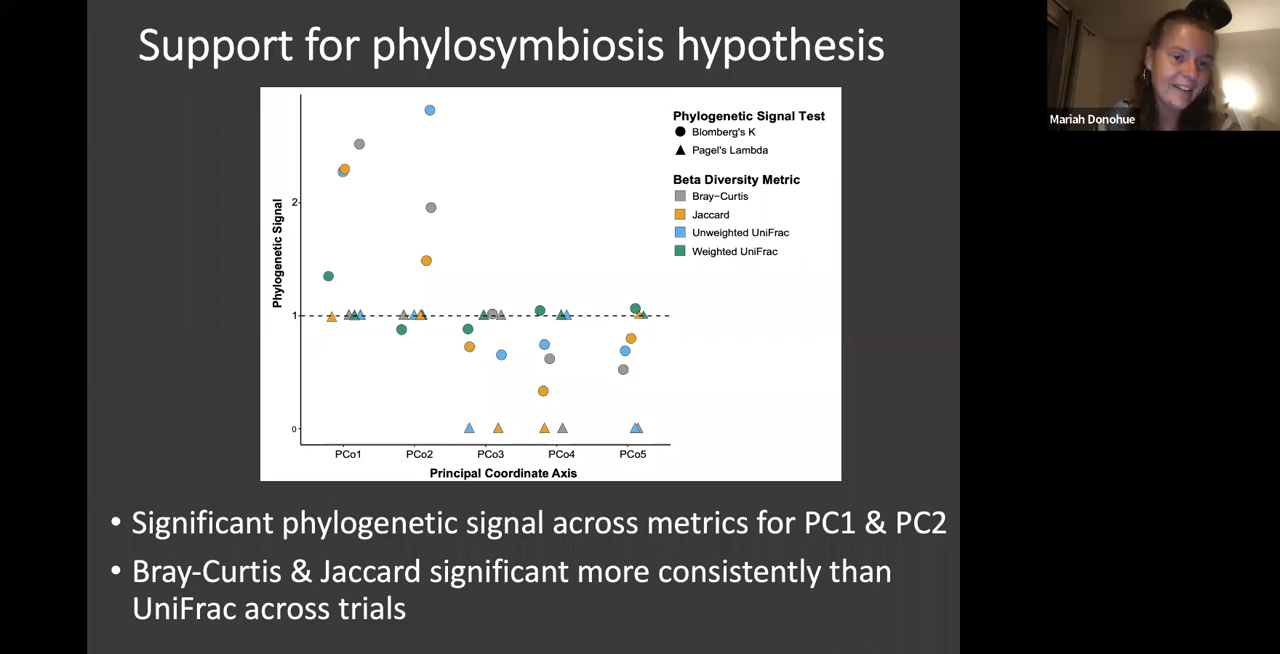 Support for phylosymbiosis hypothesis
Mariah Donohue
Phylogenetic Signal
2
1
0
PCo1 PCo2 PCo3 PCo4 PCo5
Principal Coordinate Axis
Phylogenetic Signal Test
Blomberg's K
Pagel's Lambda
Beta Diversity Metric
Bray−Curtis
Jaccard
Unweighted UniFrac
Weighted UniFrac
• Significant phylogenetic signal across metrics for PC1 & PC2
• Bray-Curtis & Jaccard significant more consistently than
UniFrac across trials